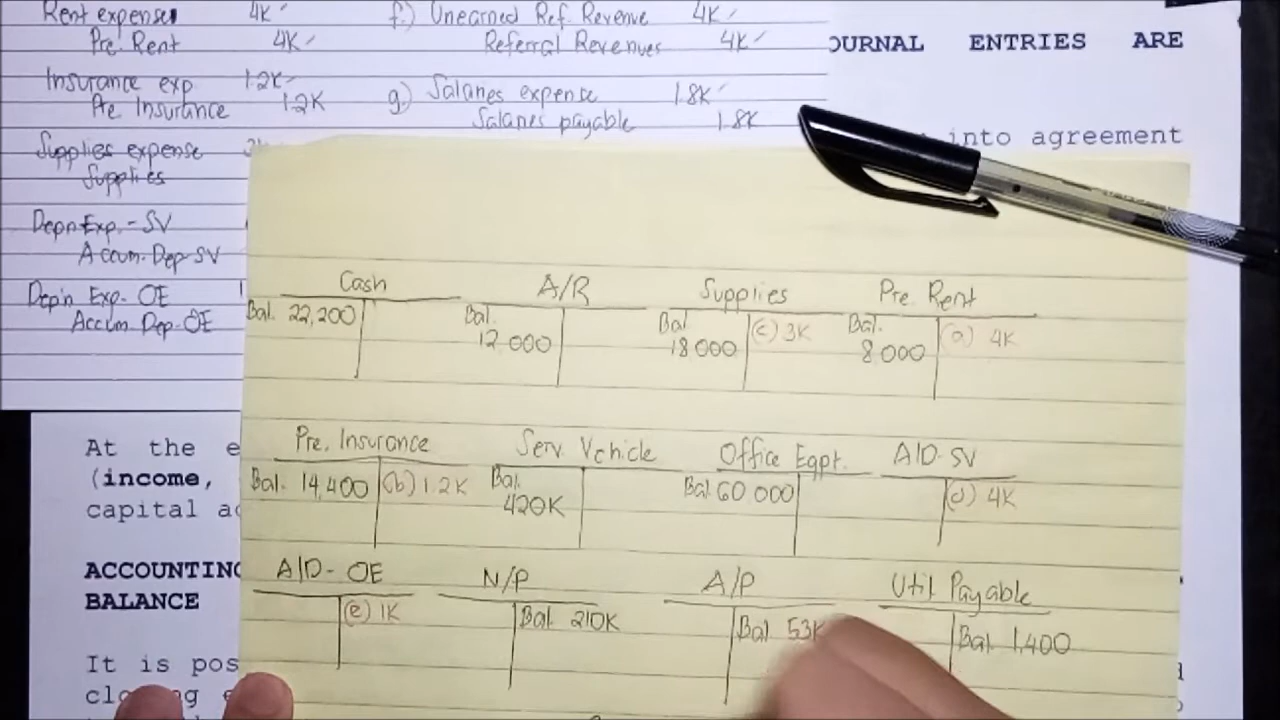 Rent expense 4K
Pre. Rent 4K
Insurance exp 1.2K
Pre Insurance 1.2K
Supplies expense
Supplies
Depn Exp.-SV
Accum. Dep-SV
Dep'n Exp. OE
Accum. Dep-OE
f.) Unearned Ref. Revenue 4K
Referral Revenues 4K
g.) Salaries expense 1.8K
Salaries payable 1.8K
JOURNAL ENTRIES ARE
into agreement
Cash
Bal. 22,200
A/R
Bal.
12 000
Supplies
Bal (c) 3K
18 000
Pre Rent
Bal. (a) 4K
8 000
Pre. Insurance
Bal. 14,400 (b) 1.2K
Serv. Vehicle
Bal.
420K
Office Eqpt.
Bal 60 000
A/D-SV
(d) 4K
A/D-OE
(e) 1K
N/P
Bal. 210K
A/P
Bal 53K
Util. Payable
Bal. 1,400
At the e
(income,
capital ac
ACCOUNTING
BALANCE
It is pos